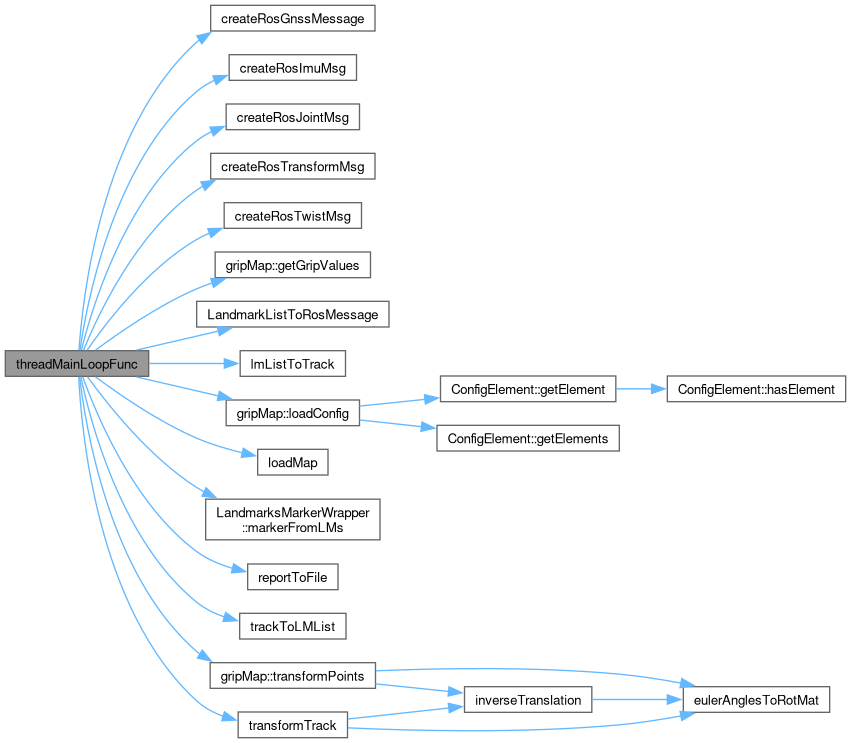 createRosGnssMessage
createRosImuMsg
createRosJointMsg
createRosTransformMsg
createRosTwistMsg
gripMap::getGripValues
LandmarkListToRosMessage
threadMainLoopFunc
lmListToTrack
gripMap::loadConfig
ConfigElement::getElement
ConfigElement::hasElement
ConfigElement::getElements
loadMap
LandmarksMarkerWrapper
::markerFromLMs
reportToFile
trackToLMList
gripMap::transformPoints
inverseTranslation
eulerAnglesToRotMat
transformTrack